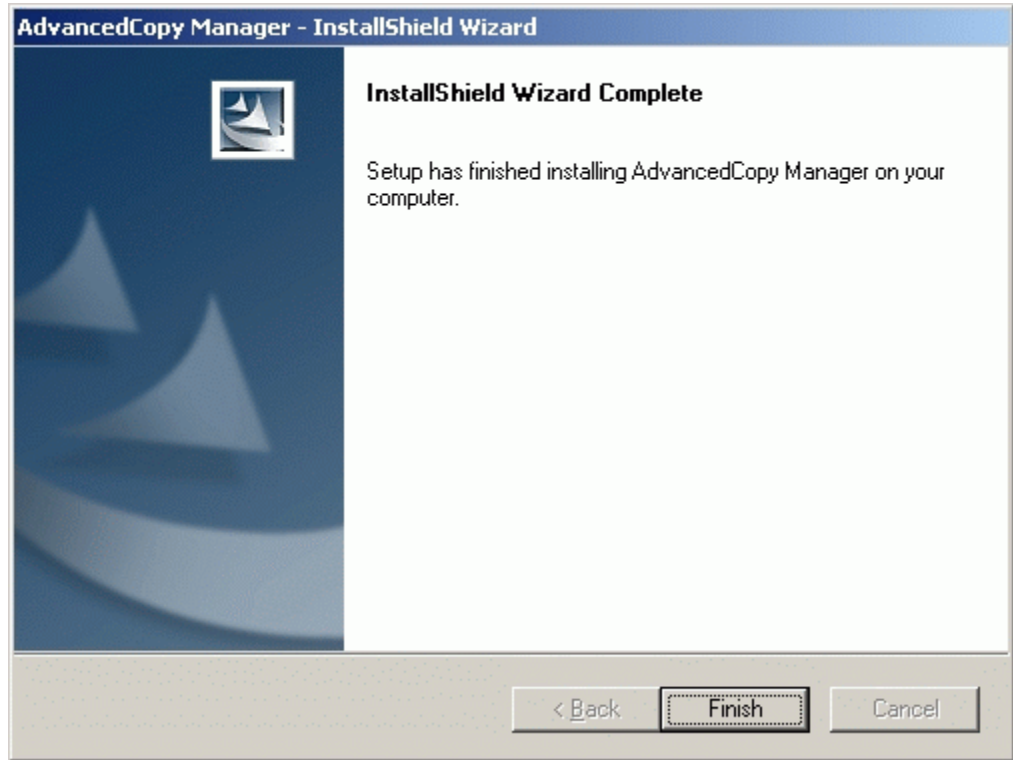 AdvancedCopy Manager - InstallShield Wizard
InstallShield Wizard Complete
Setup has finished installing AdvancedCopy Manager on your
computer.
< Back
Finish
Cancel